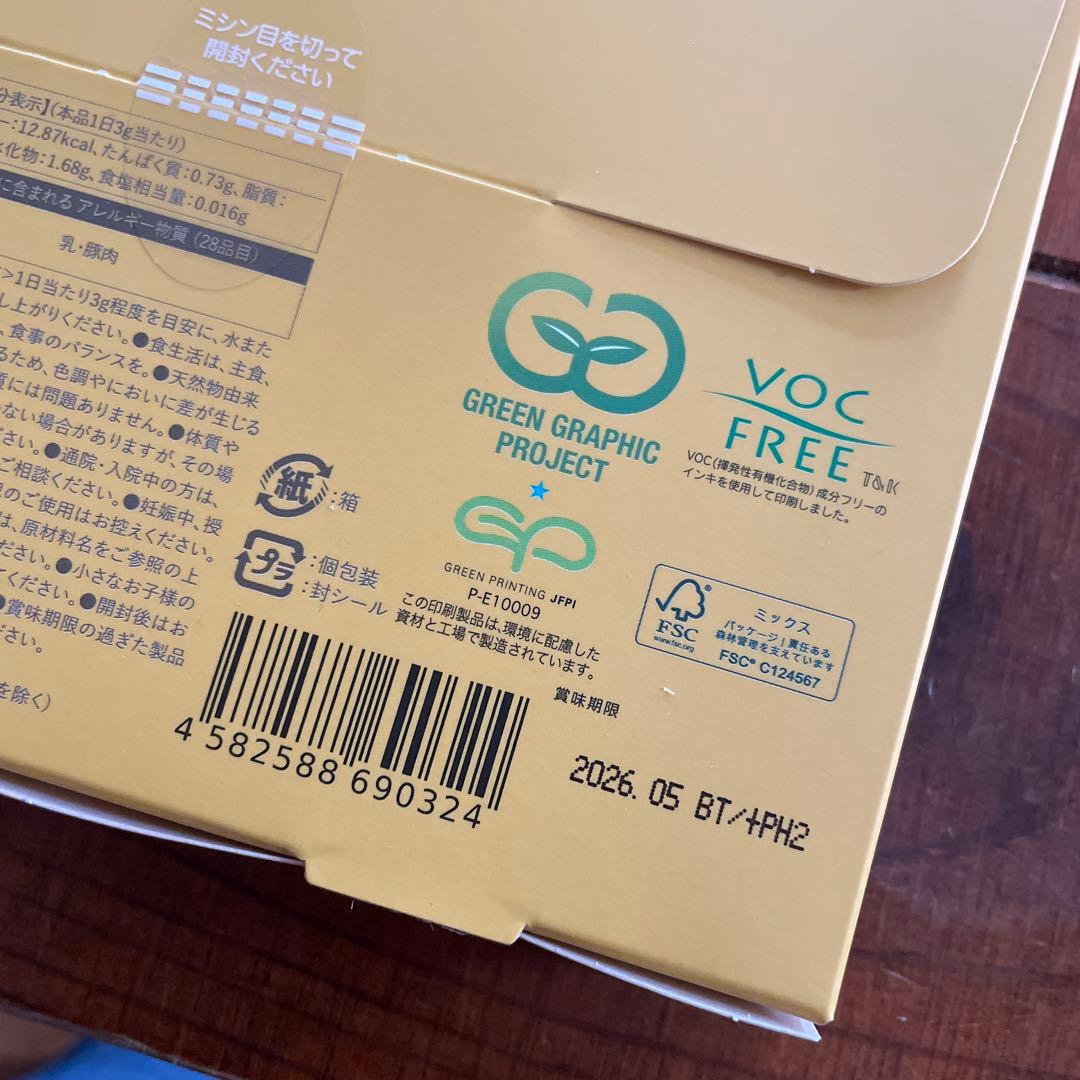 ミシン目を切って
開封ください
分表示】(本品1日3g当たり)
ー:12.87kcal、たんぱく質:0.73g、脂質:
化物:1.68g、食塩相当量:0.016g
に含まれる アレルギー物質 (28品目)
乳・豚肉
>1日当たり3g程度を目安に、水また
し上がりください。●食生活は、主食、
、食事のバランスを。●天然物由来
るため、色調やにおいに差が生じる
質には問題ありません。●体質や
ない場合がありますが、その場
ださい。●通院・入院中の方は、
ご相談ください。●妊娠中、授
のご使用はお控えください。
は、原材料名をご参照の上
ださい。●小さなお子様の
てください。●開封後はお
●賞味期限の過ぎた製品
ださい。
を除く)
紙
:箱
プラ
:個包装
:封シール
GREEN GRAPHIC
PROJECT
VOC
FREE T&K
VOC(揮発性有機化合物)成分フリーの
インキを使用して印刷しました。
GREEN PRINTING JFPI
P-E10009
この印刷製品は、環境に配慮した
資材と工場で製造されています。
FSC
www.fsc.org
ミックス
パッケージ|責任ある
森林管理を支えています
FSC® C124567
賞味期限
2026.05 BT/+PH2
4 582588 690324